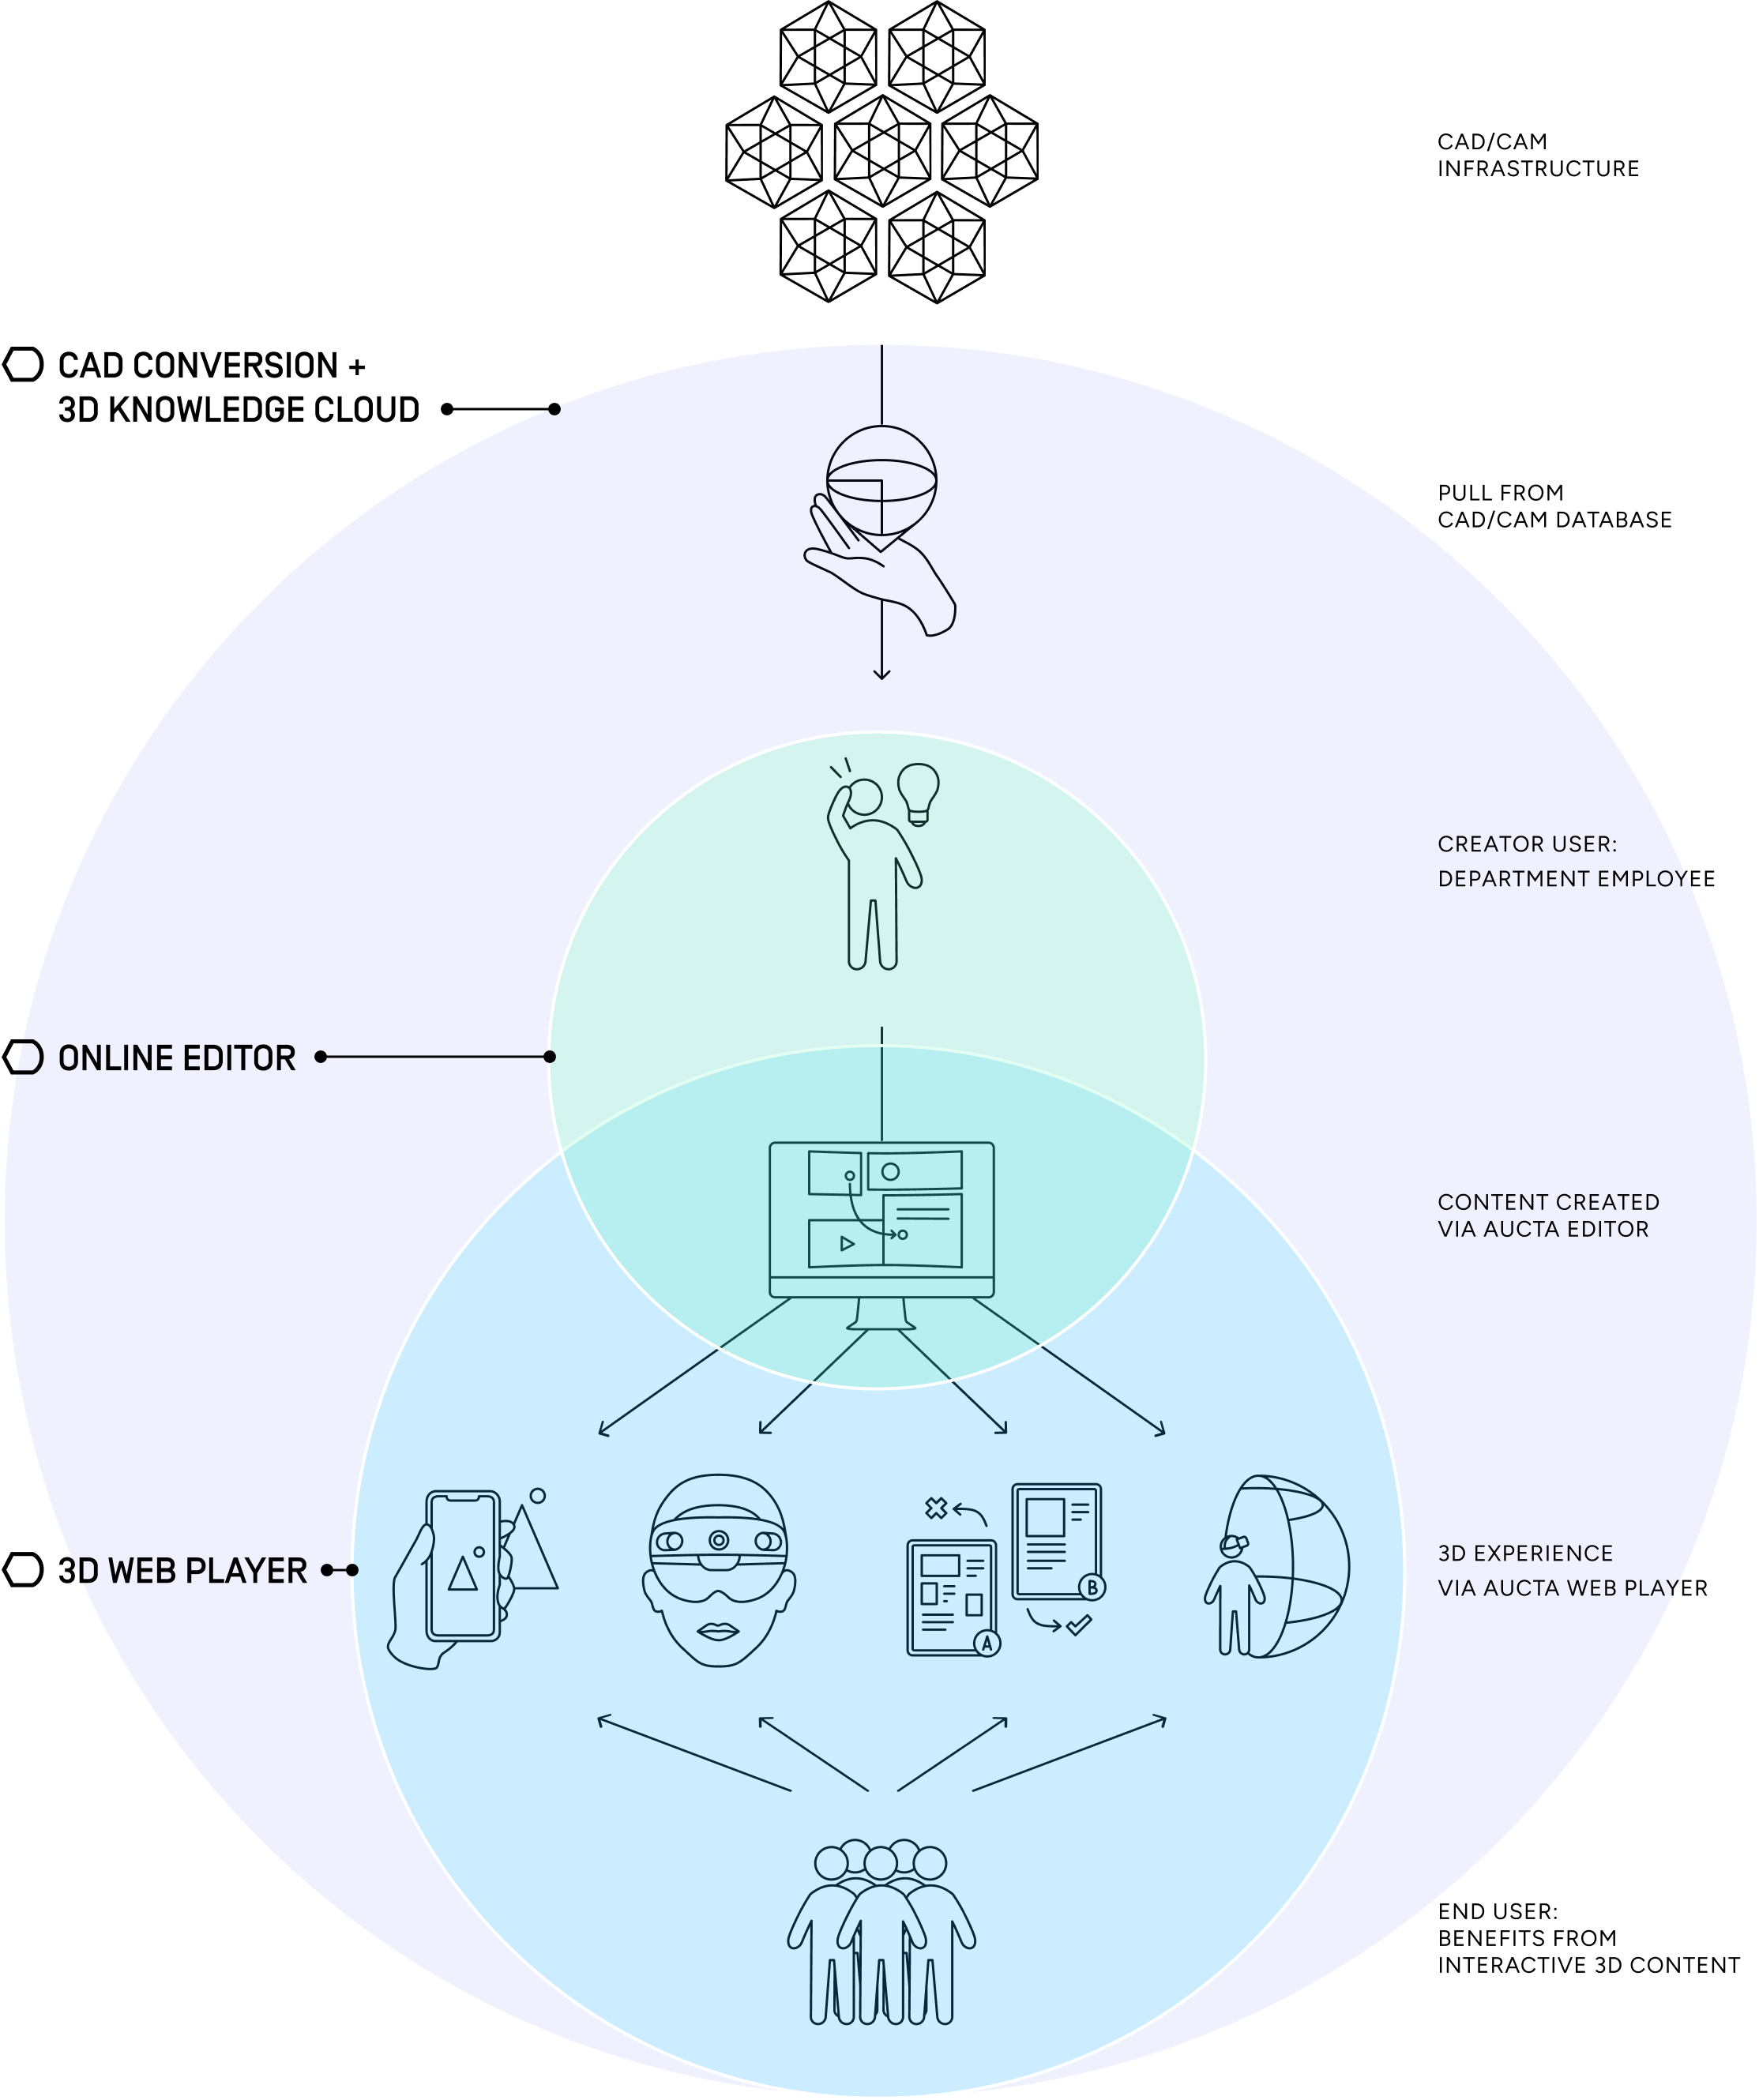 CAD/CAM
INFRASTRUCTURE
CAD CONVERSION +
3D KNOWLEDGE CLOUD
PULL FROM
CAD/CAM DATABASE
CREATOR USER:
DEPARTMENT EMPLOYEE
ONLINE EDITOR
CONTENT CREATED
VIA AUCTA EDITOR
3D WEB PLAYER
3D EXPERIENCE
VIA AUCTA WEB PLAYER
B
A
END USER:
BENEFITS FROM
INTERACTIVE 3D CONTENT